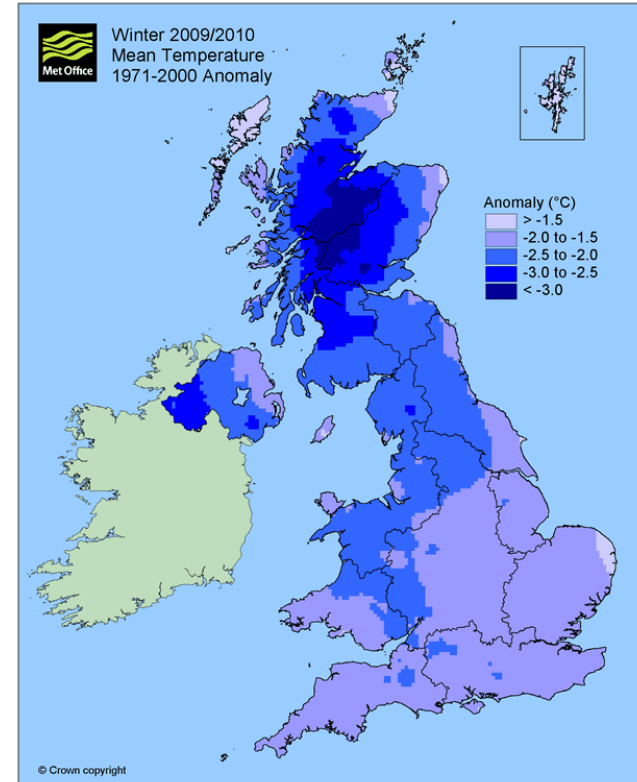 Met Office
Winter 2009/2010
Mean Temperature
1971-2000 Anomaly
Anomaly (°C)
> -1.5
-2.0 to -1.5
-2.5 to -2.0
-3.0 to -2.5
< -3.0
© Crown copyright